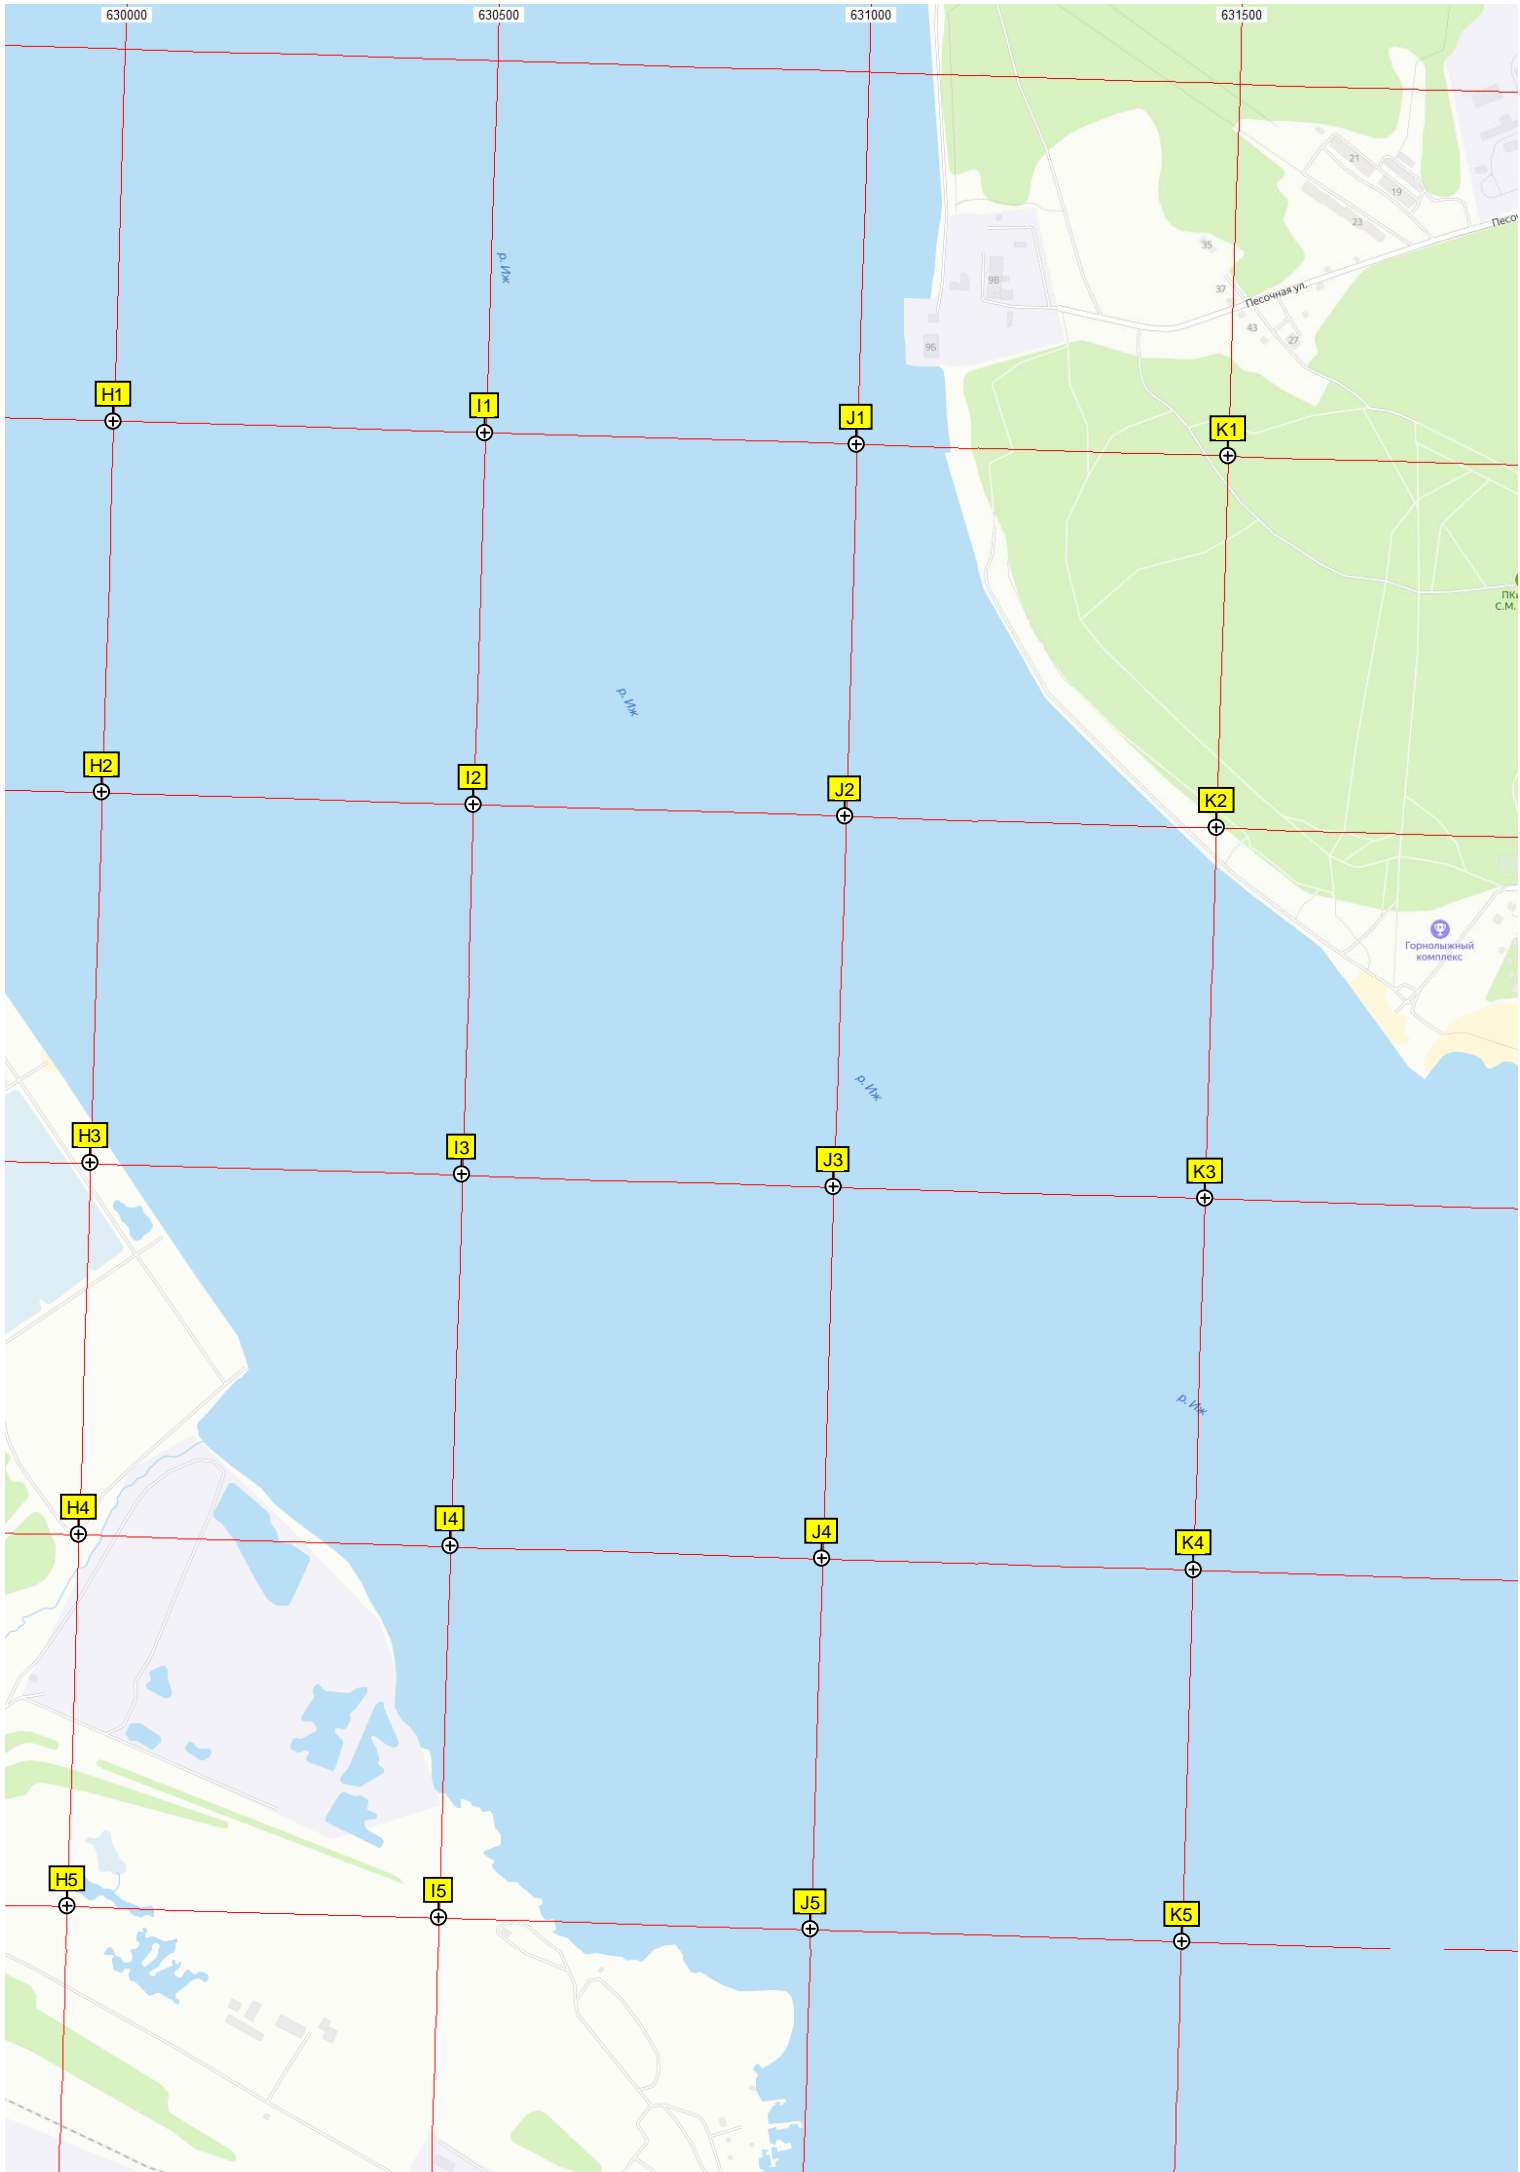 630000 630500 631000 631500
21
19
23
35
р. Иж
37
9В
Песочная ул.
43
27
9Б
H1
I1
J1
K1
С.М.
р. Иж
H2
I2
J2
K2
Горнолыжный
комплекс
р. Иж
H3
I3
J3
K3
р. Иж
H4
I4
J4
K4
H5
I5
J5
K5